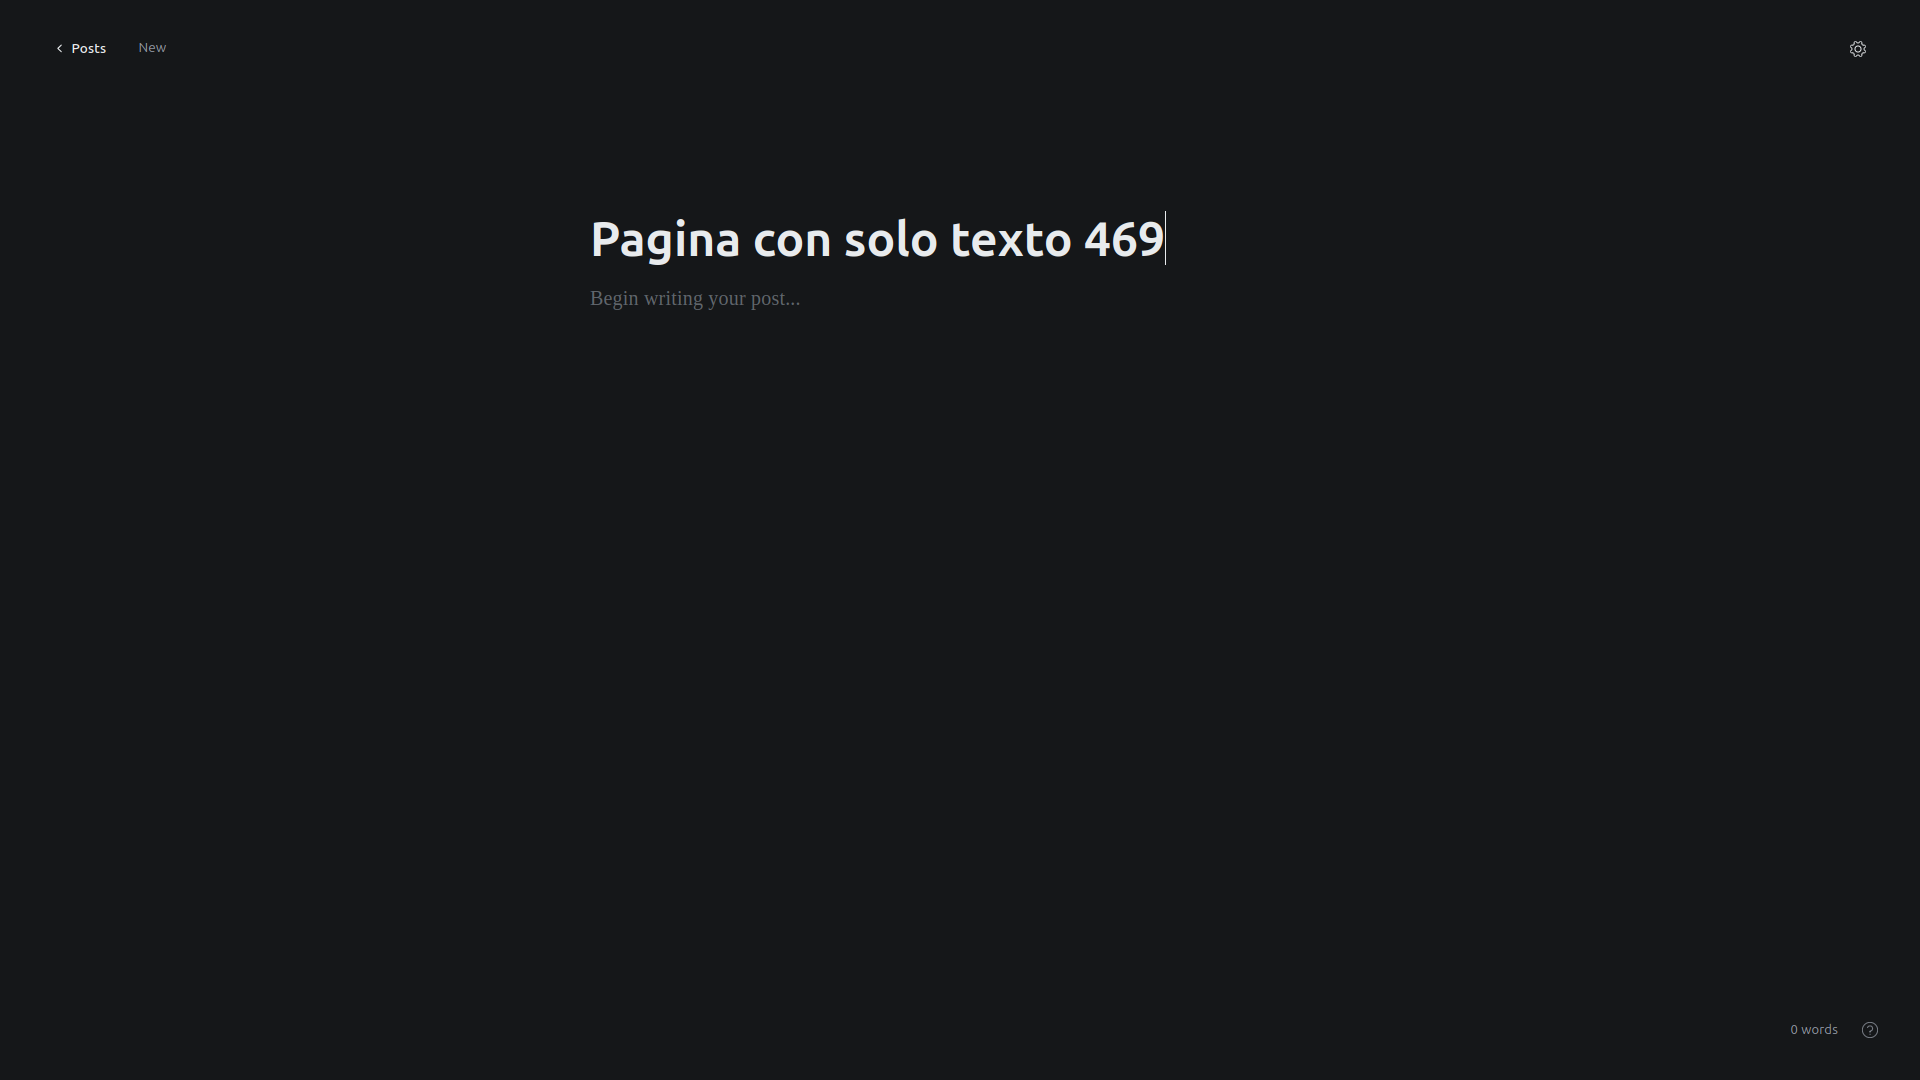 Posts
New
Pagina con solo texto 469
Begin writing your post...
0 words
?